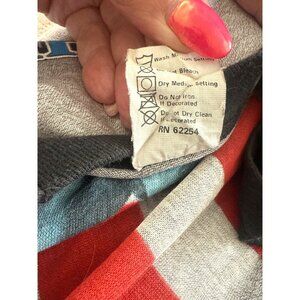 Wash Setting
Bleach
Dry Medium setting
Do Not Iron
If Decorated
Do Not Dry Clean
If Decorated
RN 62254